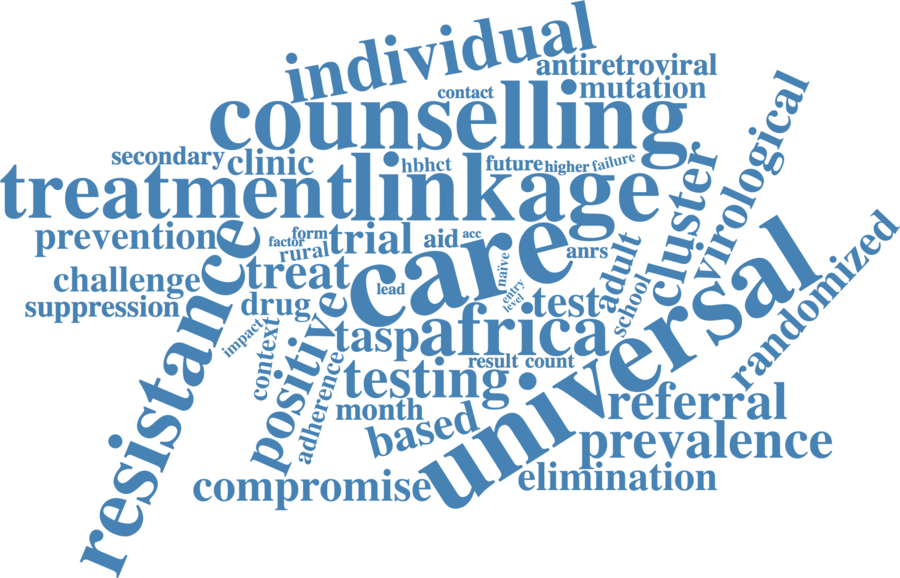 individual
antiretroviral
contact
mutation
counselling
secondary
clinic
hbhct
future
higher
failure
virological
treatment
linkage
cluster
prevention
form
factor
rural
trial
aid
acc
care
anrs
naïve
adult
randomized
resistance
challenge
treat
lead
entry
level
test
school
universal
suppression
drug
positive
impact
context
tasp
africa
result
count
adherence
testing
month
based
referral
prevalence
compromise
elimination